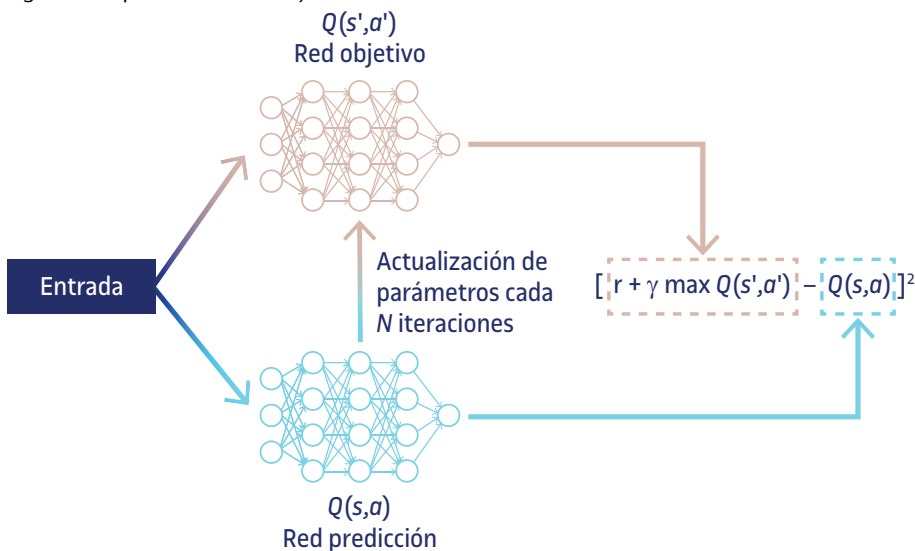 Q(s',a')
Red objetivo
Entrada
Actualización de
parámetros cada
N iteraciones
[ r + γ max Q(s',a') – Q(s,a) ]²
Q(s,a)
Red predicción